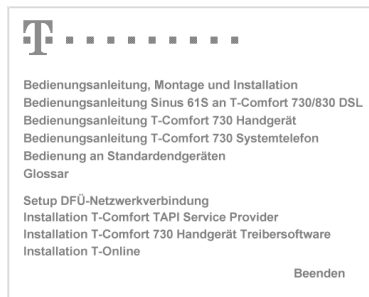 T
Bedienungsanleitung, Montage und Installation
Bedienungsanleitung Sinus 61S an T-Comfort 730/830 DSL
Bedienungsanleitung T-Comfort 730 Handgerät
Bedienungsanleitung T-Comfort 730 Systemtelefon
Bedienung an Standardendgeräten
Glossar
Setup DFÜ-Netzwerkverbindung
Installation T-Comfort TAPI Service Provider
Installation T-Comfort 730 Handgerät Treibersoftware
Installation T-Online
Beenden